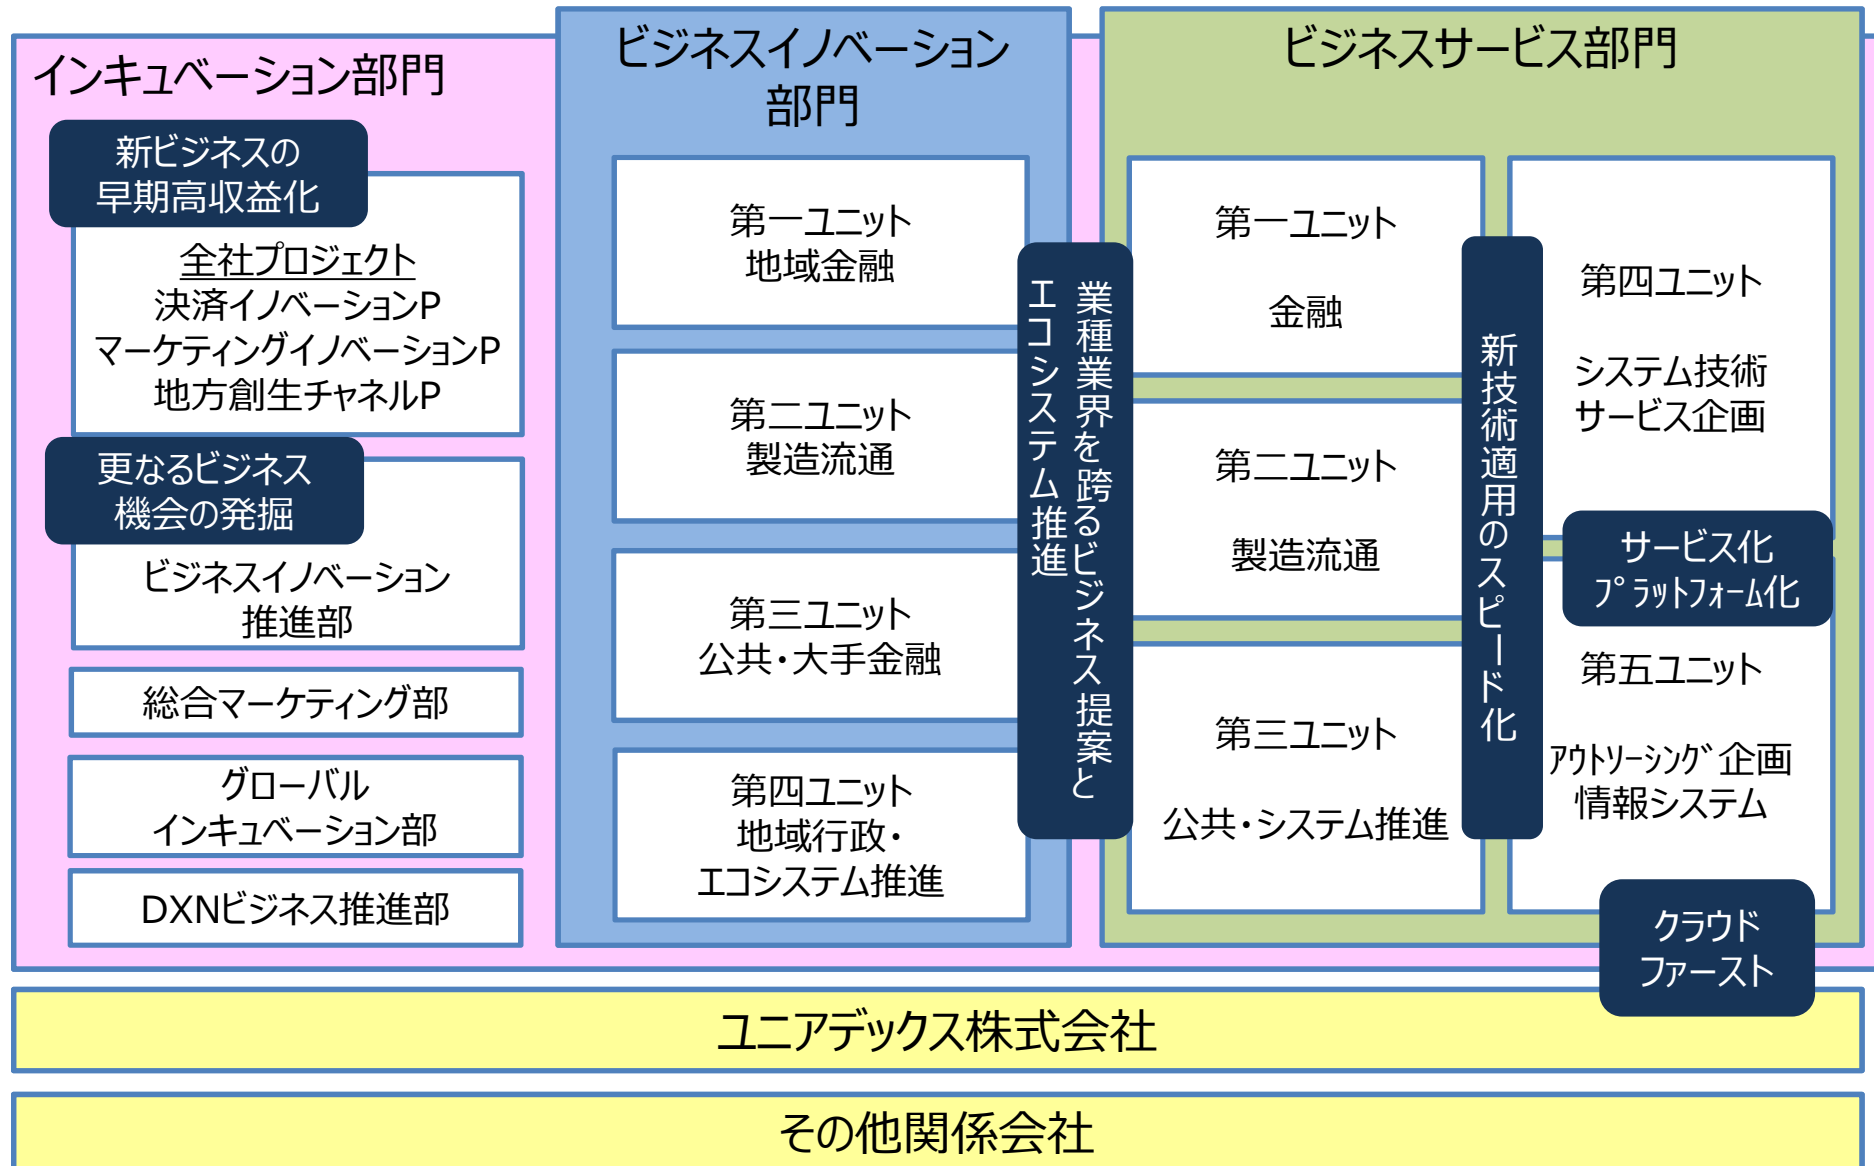 インキュベーション部門
新ビジネスの
早期高収益化
全社プロジェクト
決済イノベーションP
マーケティングイノベーションP
地方創生チャネルP
更なるビジネス
機会の発掘
ビジネスイノベーション
推進部
総合マーケティング部
グローバル
インキュベーション部
DXNビジネス推進部
ビジネスイノベーション
部門
第一ユニット
地域金融
第二ユニット
製造流通
第三ユニット
公共・大手金融
第四ユニット
地域行政・
エコシステム推進
業種業界を跨るビジネス提案と
エコシステム推進
ビジネスサービス部門
第一ユニット
金融
第二ユニット
製造流通
第三ユニット
公共・システム推進
新技術適用のスピード化
第四ユニット
システム技術
サービス企画
サービス化
ﾌﾟﾗｯﾄﾌｫｰﾑ化
第五ユニット
ｱｳﾄｿｰｼﾝｸﾞ企画
情報システム
クラウド
ファースト
ユニアデックス株式会社
その他関係会社